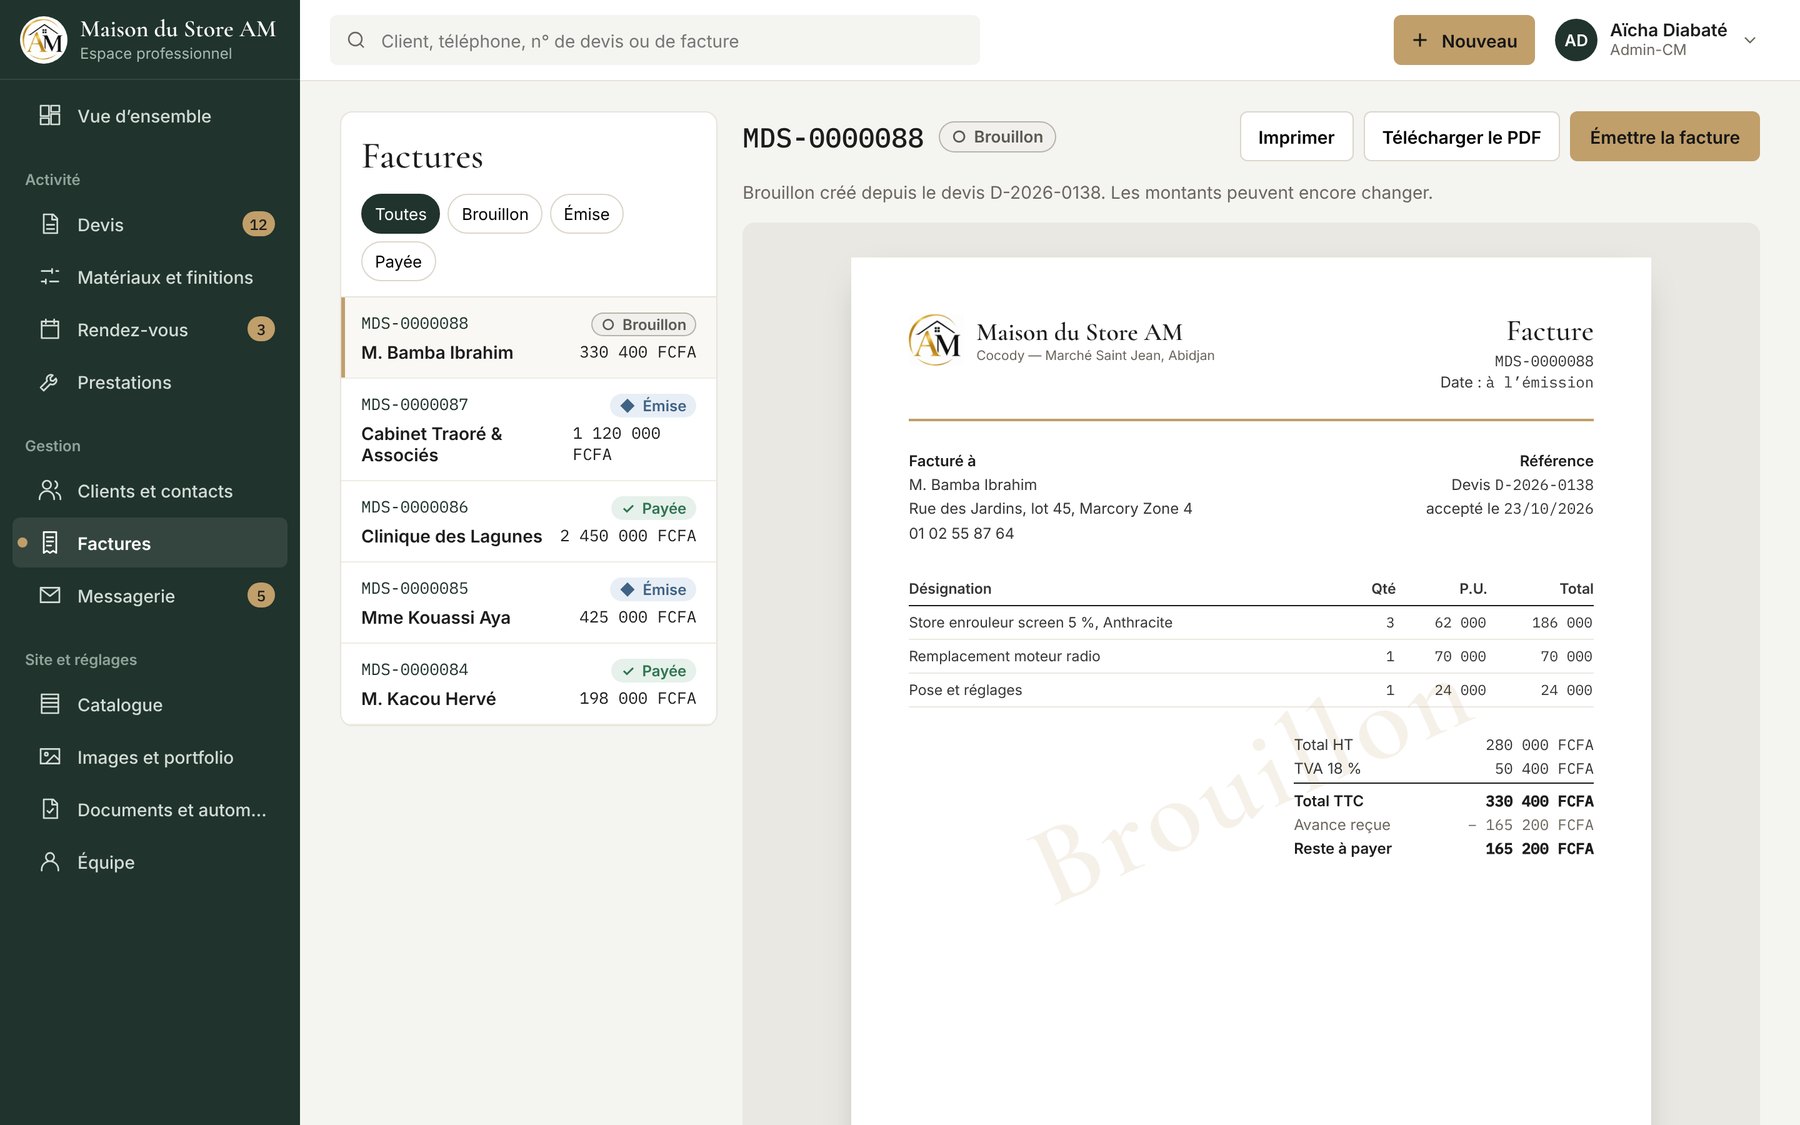 AM
Maison du Store AM
Espace professionnel
Client, téléphone, n° de devis ou de facture
+ Nouveau
AD
Aïcha Diabaté
Admin-CM
Vue d’ensemble
Activité
Devis 12
Matériaux et finitions
Rendez-vous 3
Prestations
Gestion
Clients et contacts
Factures
Messagerie 5
Site et réglages
Catalogue
Images et portfolio
Documents et autom...
Équipe
Factures
Toutes Brouillon Émise
Payée
MDS-0000088 Brouillon
M. Bamba Ibrahim 330 400 FCFA
MDS-0000087 Émise
Cabinet Traoré & 1 120 000
Associés FCFA
MDS-0000086 Payée
Clinique des Lagunes 2 450 000 FCFA
MDS-0000085 Émise
Mme Kouassi Aya 425 000 FCFA
MDS-0000084 Payée
M. Kacou Hervé 198 000 FCFA
MDS-0000088 Brouillon
Imprimer Télécharger le PDF Émettre la facture
Brouillon créé depuis le devis D-2026-0138. Les montants peuvent encore changer.
AM
Maison du Store AM
Cocody — Marché Saint Jean, Abidjan
Facture
MDS-0000088
Date : à l’émission
Facturé à Référence
M. Bamba Ibrahim Devis D-2026-0138
Rue des Jardins, lot 45, Marcory Zone 4 accepté le 23/10/2026
01 02 55 87 64
Désignation Qté P.U. Total
Store enrouleur screen 5 %, Anthracite 3 62 000 186 000
Remplacement moteur radio 1 70 000 70 000
Pose et réglages 1 24 000 24 000
Total HT 280 000 FCFA
TVA 18 % 50 400 FCFA
Total TTC 330 400 FCFA
Avance reçue – 165 200 FCFA
Reste à payer 165 200 FCFA
Brouillon